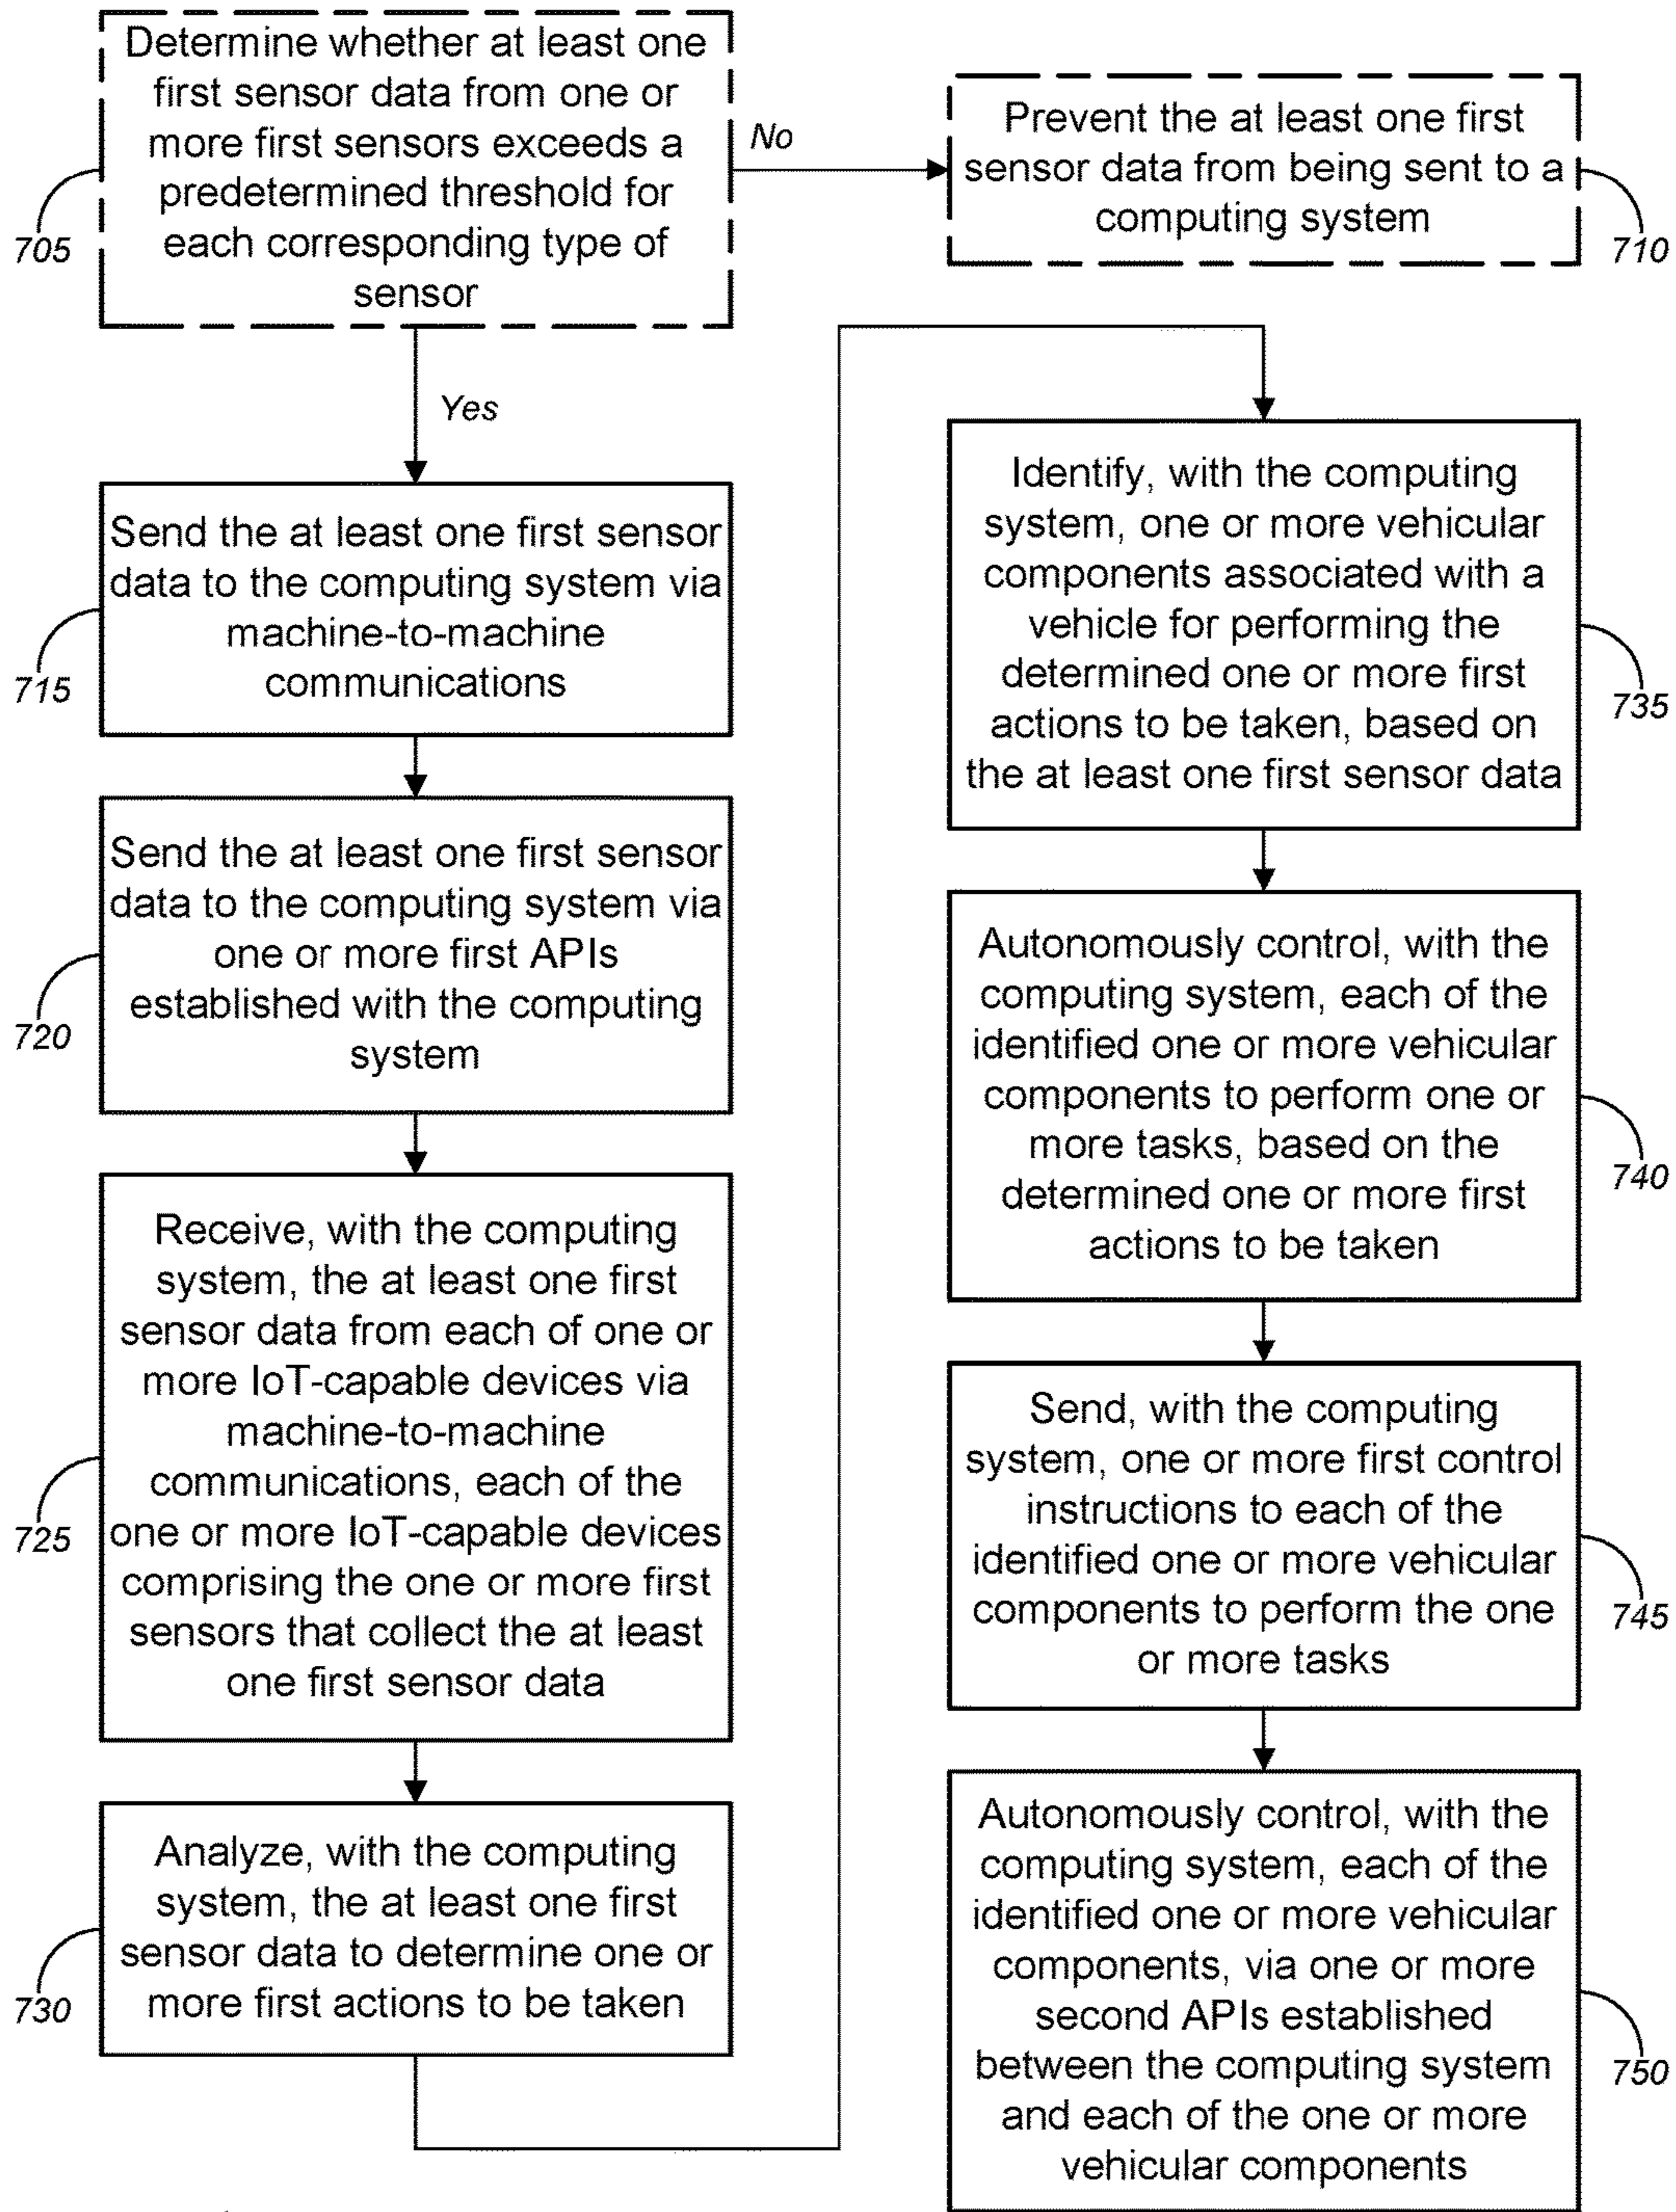 Determine whether at least one
first sensor data from one or
more first sensors exceeds a
predetermined threshold for
each corresponding type of
sensor
705
No
Prevent the at least one first
sensor data from being sent to a
computing system
710
Yes
Send the at least one first sensor
data to the computing system via
machine-to-machine
communications
715
Send the at least one first sensor
data to the computing system via
one or more first APIs
established with the computing
system
720
Receive, with the computing
system, the at least one first
sensor data from each of one or
more IoT-capable devices via
machine-to-machine
communications, each of the
one or more IoT-capable devices
comprising the one or more first
sensors that collect the at least
one first sensor data
725
Analyze, with the computing
system, the at least one first
sensor data to determine one or
more first actions to be taken
730
Identify, with the computing
system, one or more vehicular
components associated with a
vehicle for performing the
determined one or more first
actions to be taken, based on
the at least one first sensor data
735
Autonomously control, with the
computing system, each of the
identified one or more vehicular
components to perform one or
more tasks, based on the
determined one or more first
actions to be taken
740
Send, with the computing
system, one or more first control
instructions to each of the
identified one or more vehicular
components to perform the one
or more tasks
745
Autonomously control, with the
computing system, each of the
identified one or more vehicular
components, via one or more
second APIs established
between the computing system
and each of the one or more
vehicular components
750